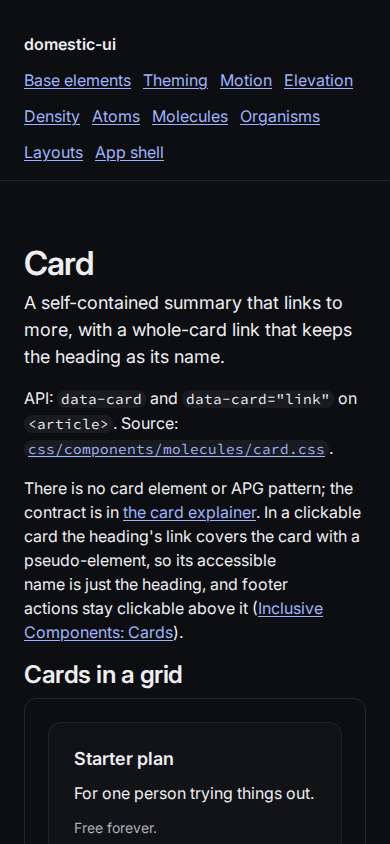 domestic-ui
Base elements Theming Motion Elevation
Density Atoms Molecules Organisms
Layouts App shell
Card
A self-contained summary that links to
more, with a whole-card link that keeps
the heading as its name.
API: data-card and data-card="link" on
<article>. Source:
css/components/molecules/card.css.
There is no card element or APG pattern; the
contract is in the card explainer. In a clickable
card the heading's link covers the card with a
pseudo-element, so its accessible
name is just the heading, and footer
actions stay clickable above it (Inclusive
Components: Cards).
Cards in a grid
Starter plan
For one person trying things out.
Free forever.